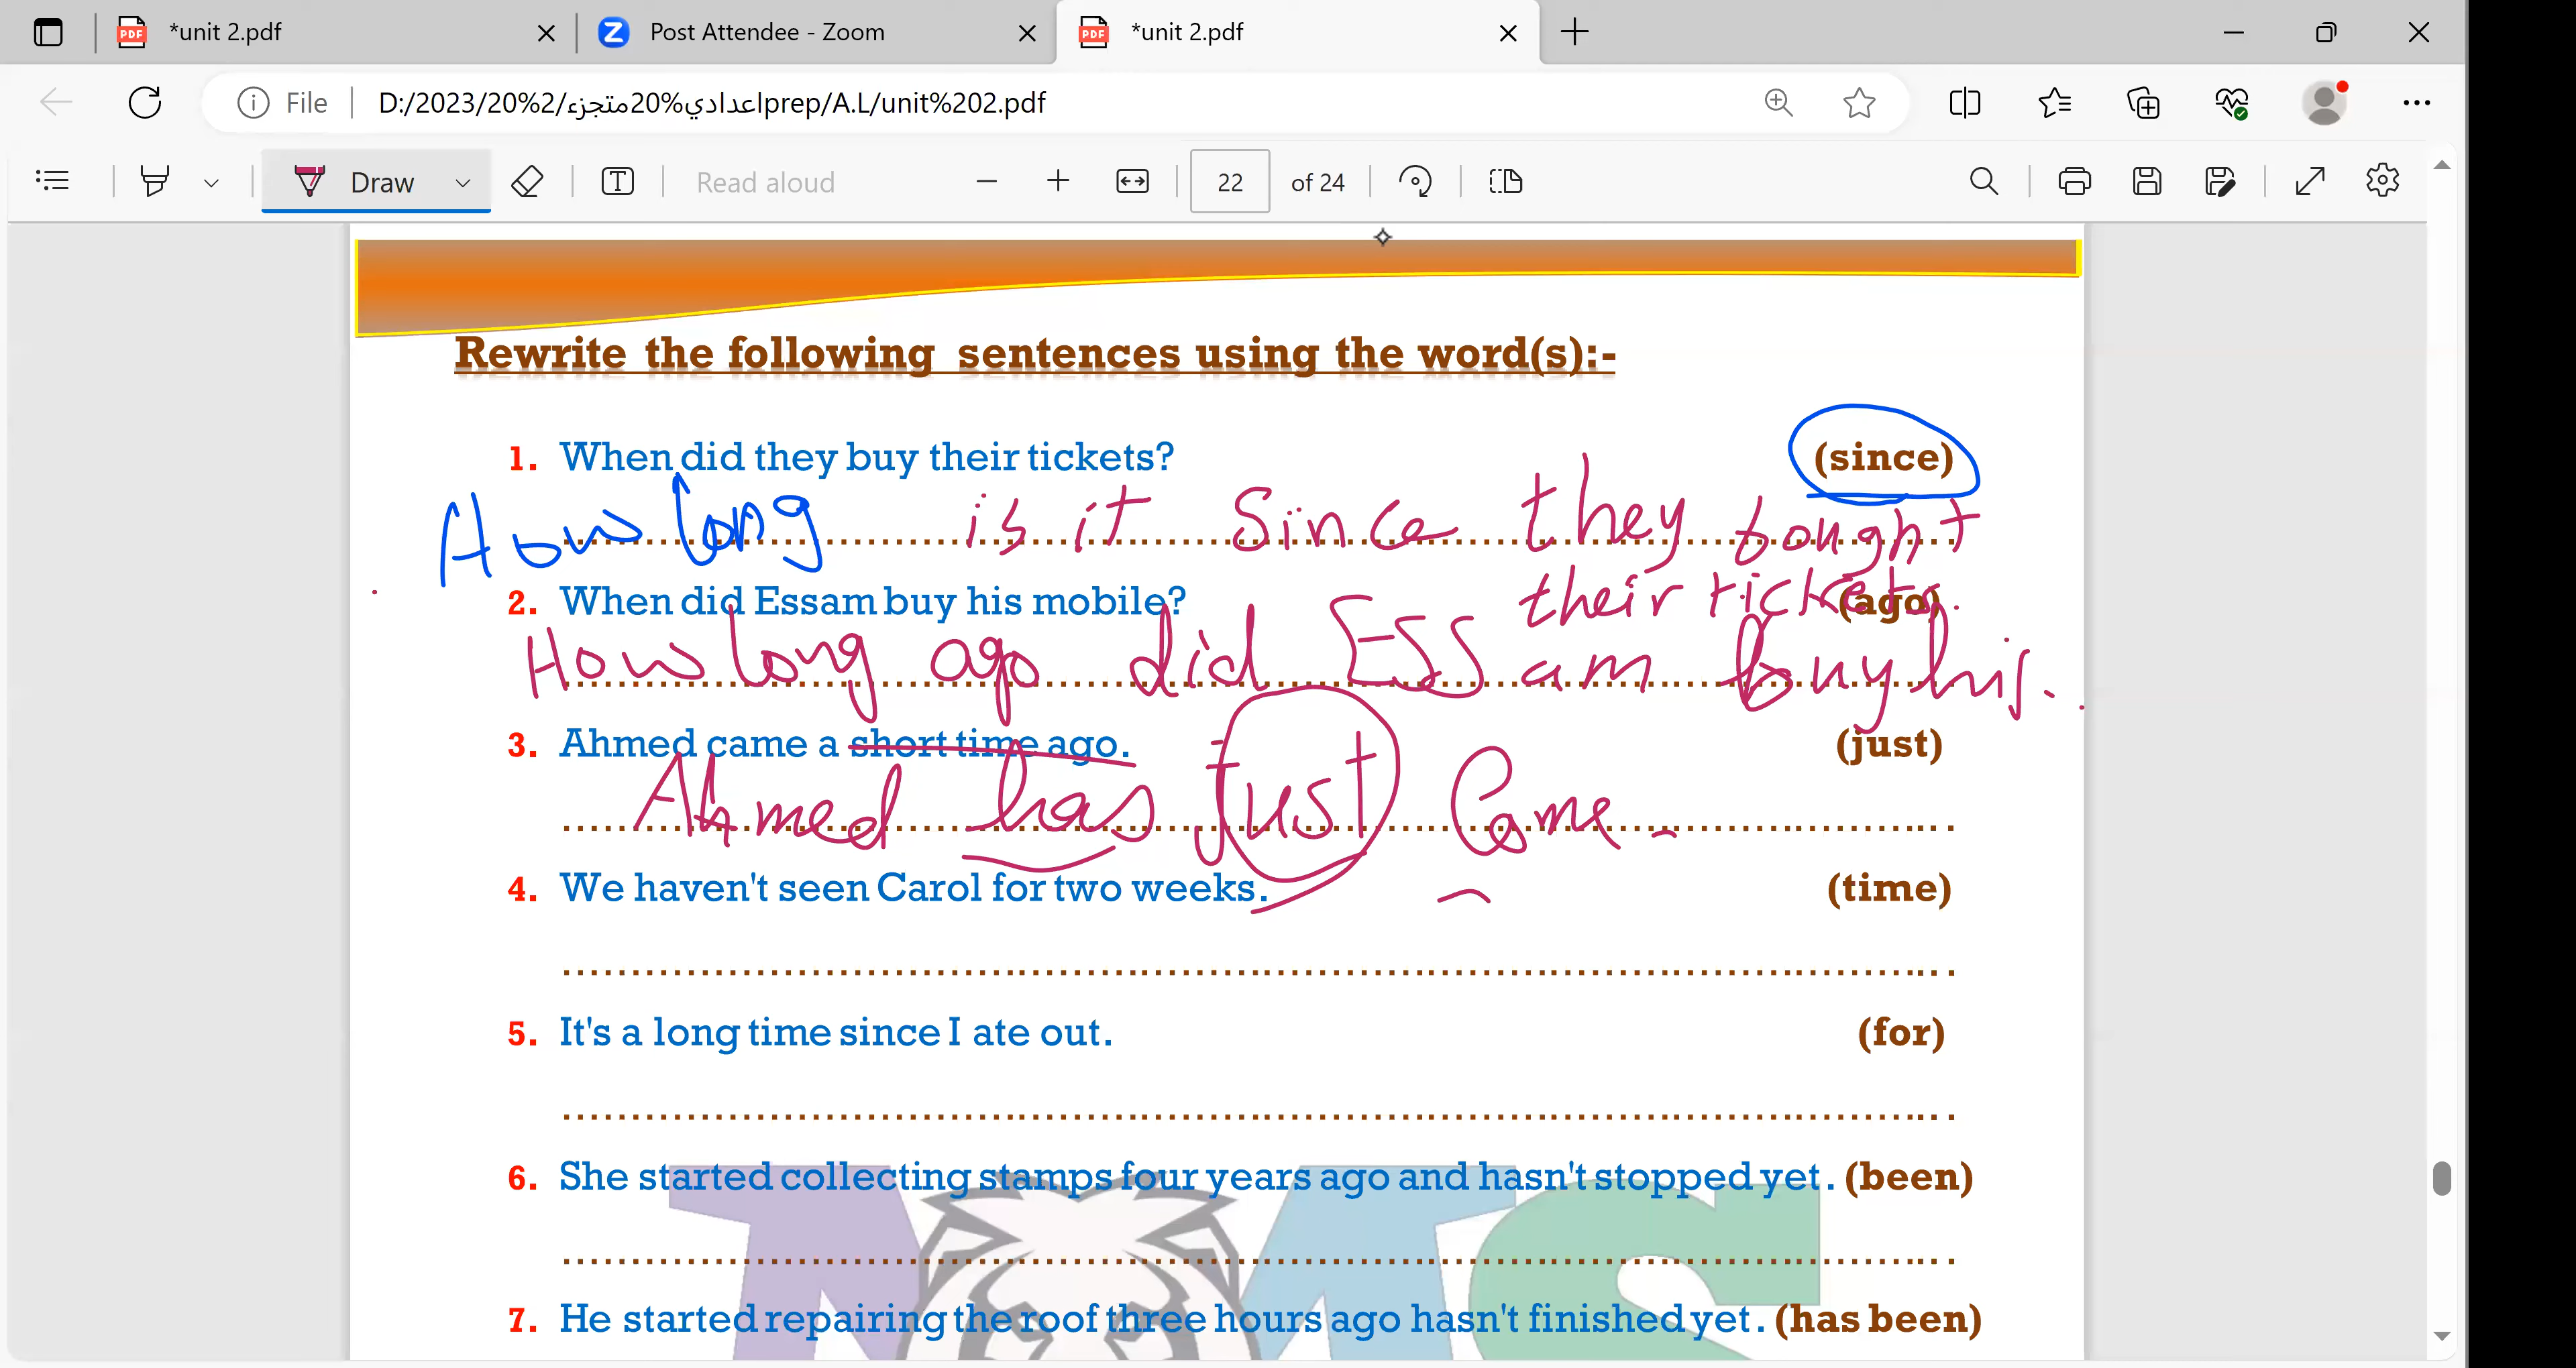 *unit 2.pdf
Post Attendee - Zoom
*unit 2.pdf
File
D:/2023/20%2/اعدادي%20متجزء/prep/A.L/unit%202.pdf
Draw
Read aloud
22 of 24
Rewrite the following sentences using the word(s):-
1. When did they buy their tickets? (since)
How long is it since they bought
their tickets.
2. When did Essam buy his mobile? (ago)
How long ago did Essam buy his.
3. Ahmed came a short time ago. (just)
Ahmed has just Come.
4. We haven't seen Carol for two weeks. (time)
5. It's a long time since I ate out. (for)
6. She started collecting stamps four years ago and hasn't stopped yet. (been)
7. He started repairing the roof three hours ago hasn't finished yet. (has been)